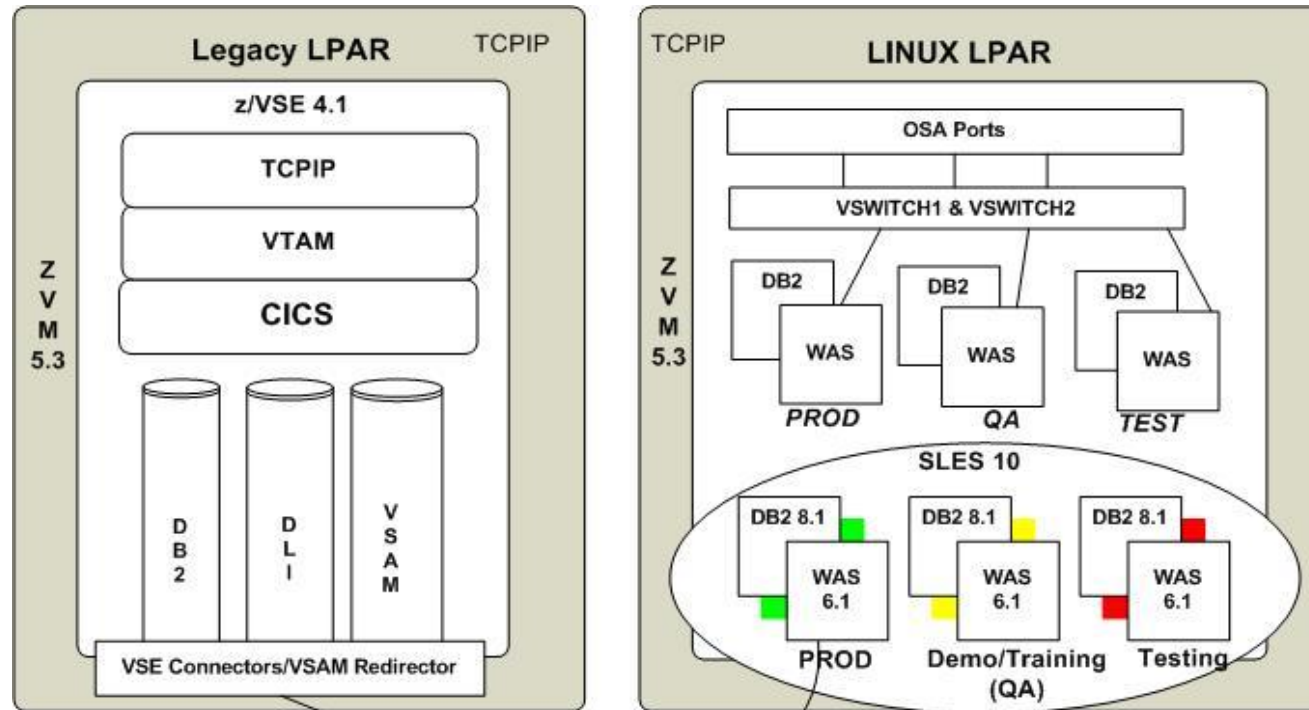 Legacy LPAR
TCPIP
z/VSE 4.1
TCPIP
VTAM
CICS
Z
V
M
5.3
D
B
2
D
L
I
V
S
A
M
VSE Connectors/VSAM Redirector
TCPIP
LINUX LPAR
OSA Ports
VSWITCH1 & VSWITCH2
Z
V
M
5.3
DB2
WAS
PROD
DB2
WAS
QA
DB2
WAS
TEST
SLES 10
DB2 8.1
WAS
6.1
PROD
DB2 8.1
WAS
6.1
Demo/Training
(QA)
DB2 8.1
WAS
6.1
Testing